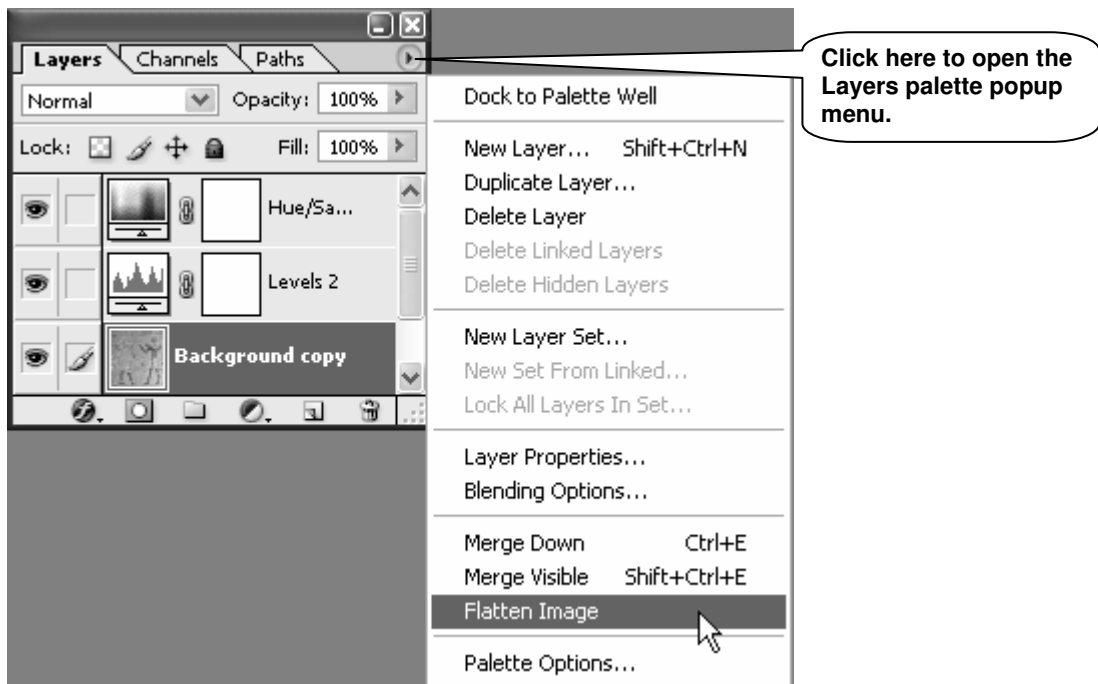 Layers Channels Paths
Normal Opacity: 100%
Lock: Fill: 100%
Hue/Sa...
Levels 2
Background copy
Click here to open the
Layers palette popup
menu.
Dock to Palette Well
New Layer... Shift+Ctrl+N
Duplicate Layer...
Delete Layer
Delete Linked Layers
Delete Hidden Layers
New Layer Set...
New Set From Linked...
Lock All Layers In Set...
Layer Properties...
Blending Options...
Merge Down Ctrl+E
Merge Visible Shift+Ctrl+E
Flatten Image
Palette Options...